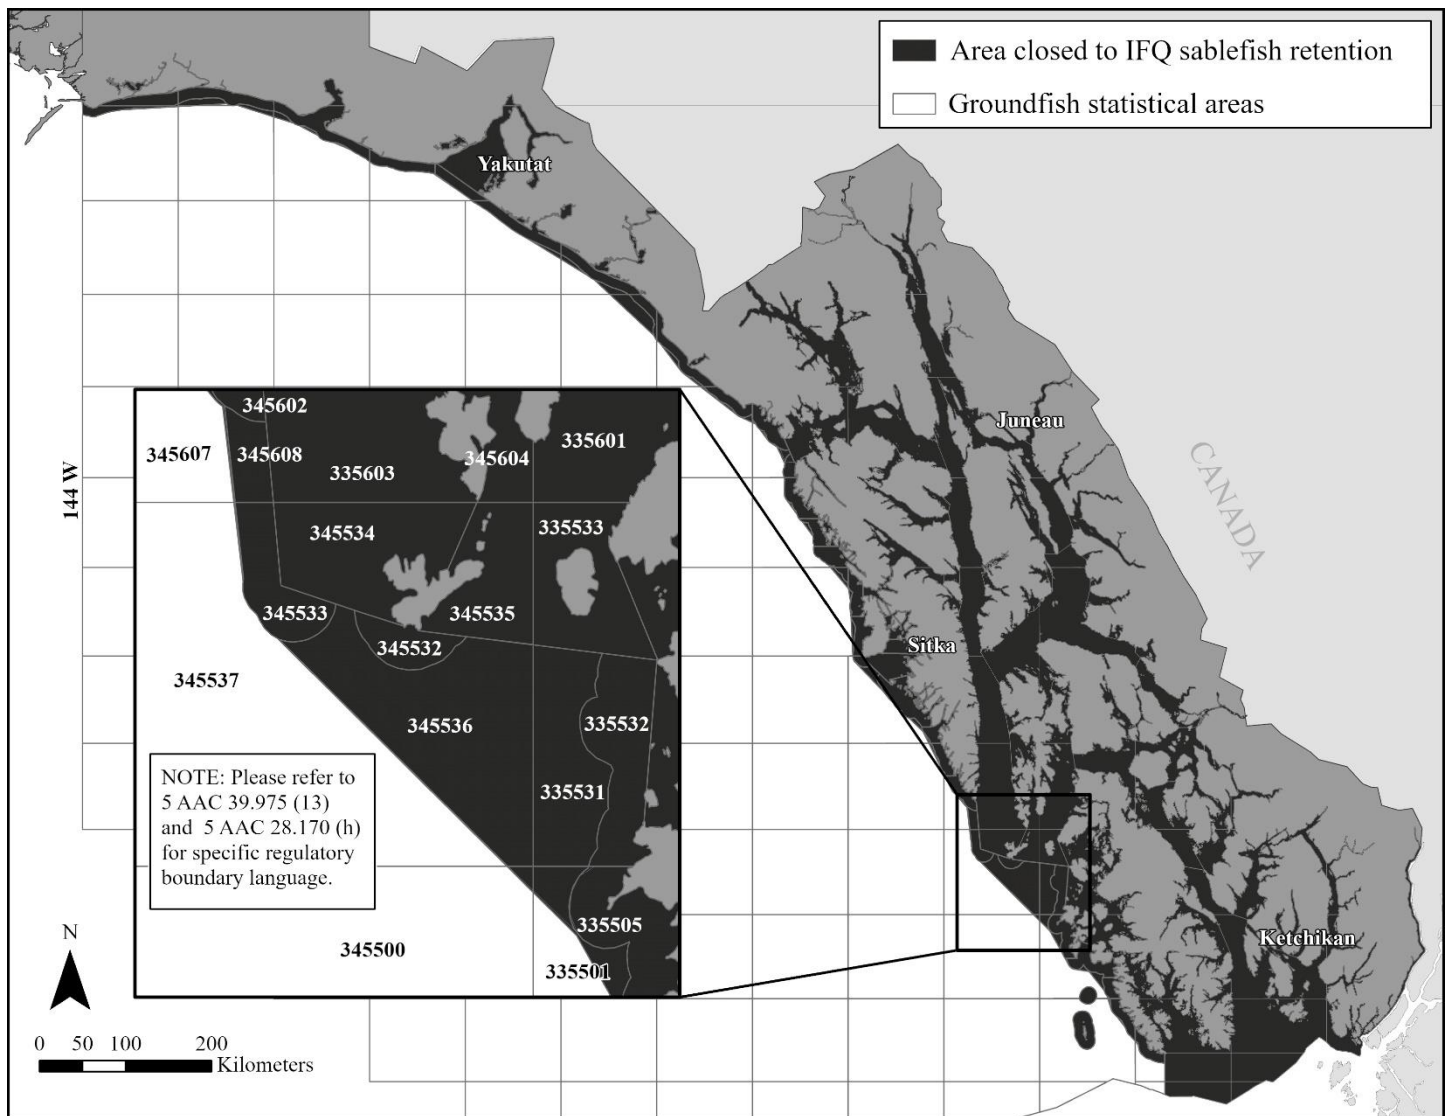 Area closed to IFQ sablefish retention
Groundfish statistical areas
Yakutat
Juneau
CANADA
144 W
Sitka
Ketchikan
345602
345607
345608
335603
345604
335601
345534
335533
345533
345535
345532
345537
345536
335532
335531
NOTE: Please refer to
5 AAC 39.975 (13)
and 5 AAC 28.170 (h)
for specific regulatory
boundary language.
335505
345500
335501
N
0 50 100 200
Kilometers